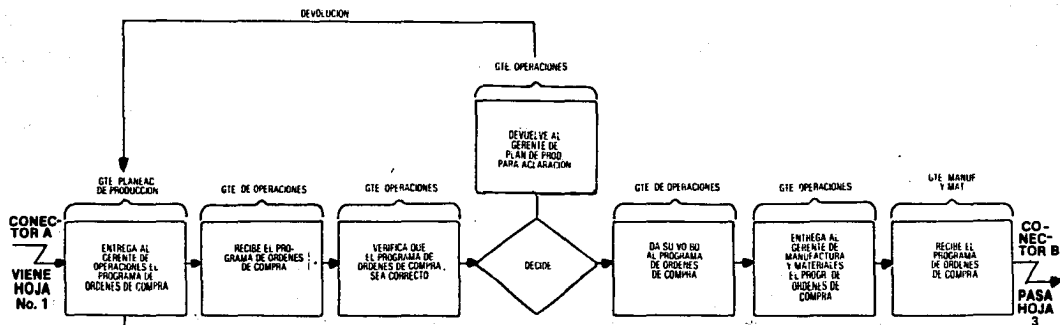 DEVOLUCION
GTE OPERACIONES
DEVUELVE AL
GERENTE DE
PLAN DE PROD
PARA ACLARACION
GTE PLANEAC
DE PRODUCCION
GTE DE OPERACIONES
GTE OPERACIONES
GTE DE OPERACIONES
GTE OPERACIONES
GTE MANUF
Y MAT
CONEC-
TOR A
VIENE
HOJA
No. 1
ENTREGA AL
GERENTE DE
OPERACIONES EL
PROGRAMA DE
ORDENES DE COMPRA
RECIBE EL PRO-
GRAMA DE ORDENES
DE COMPRA
VERIFICA QUE
EL PROGRAMA DE
ORDENES DE COMPRA,
SEA CORRECTO
DECIDE
DA SU VO BO
AL PROGRAMA
DE ORDENES
DE COMPRA
ENTREGA AL
GERENTE DE
MANUFACTURA
Y MATERIALES
EL PROGR DE
ORDENES DE
COMPRA
RECIBE EL
PROGRAMA
DE ORDENES
DE COMPRA
CO-
NEC-
TOR B
PASA
HOJA
3